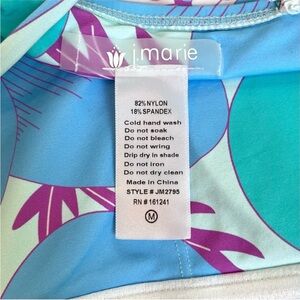 j.marie
82% NYLON
18% SPANDEX
Cold hand wash
Do not soak
Do not bleach
Do not wring
Drip dry in shade
Do not iron
Do not dry clean
Made in China
STYLE # JM2795
RN # 161241
M